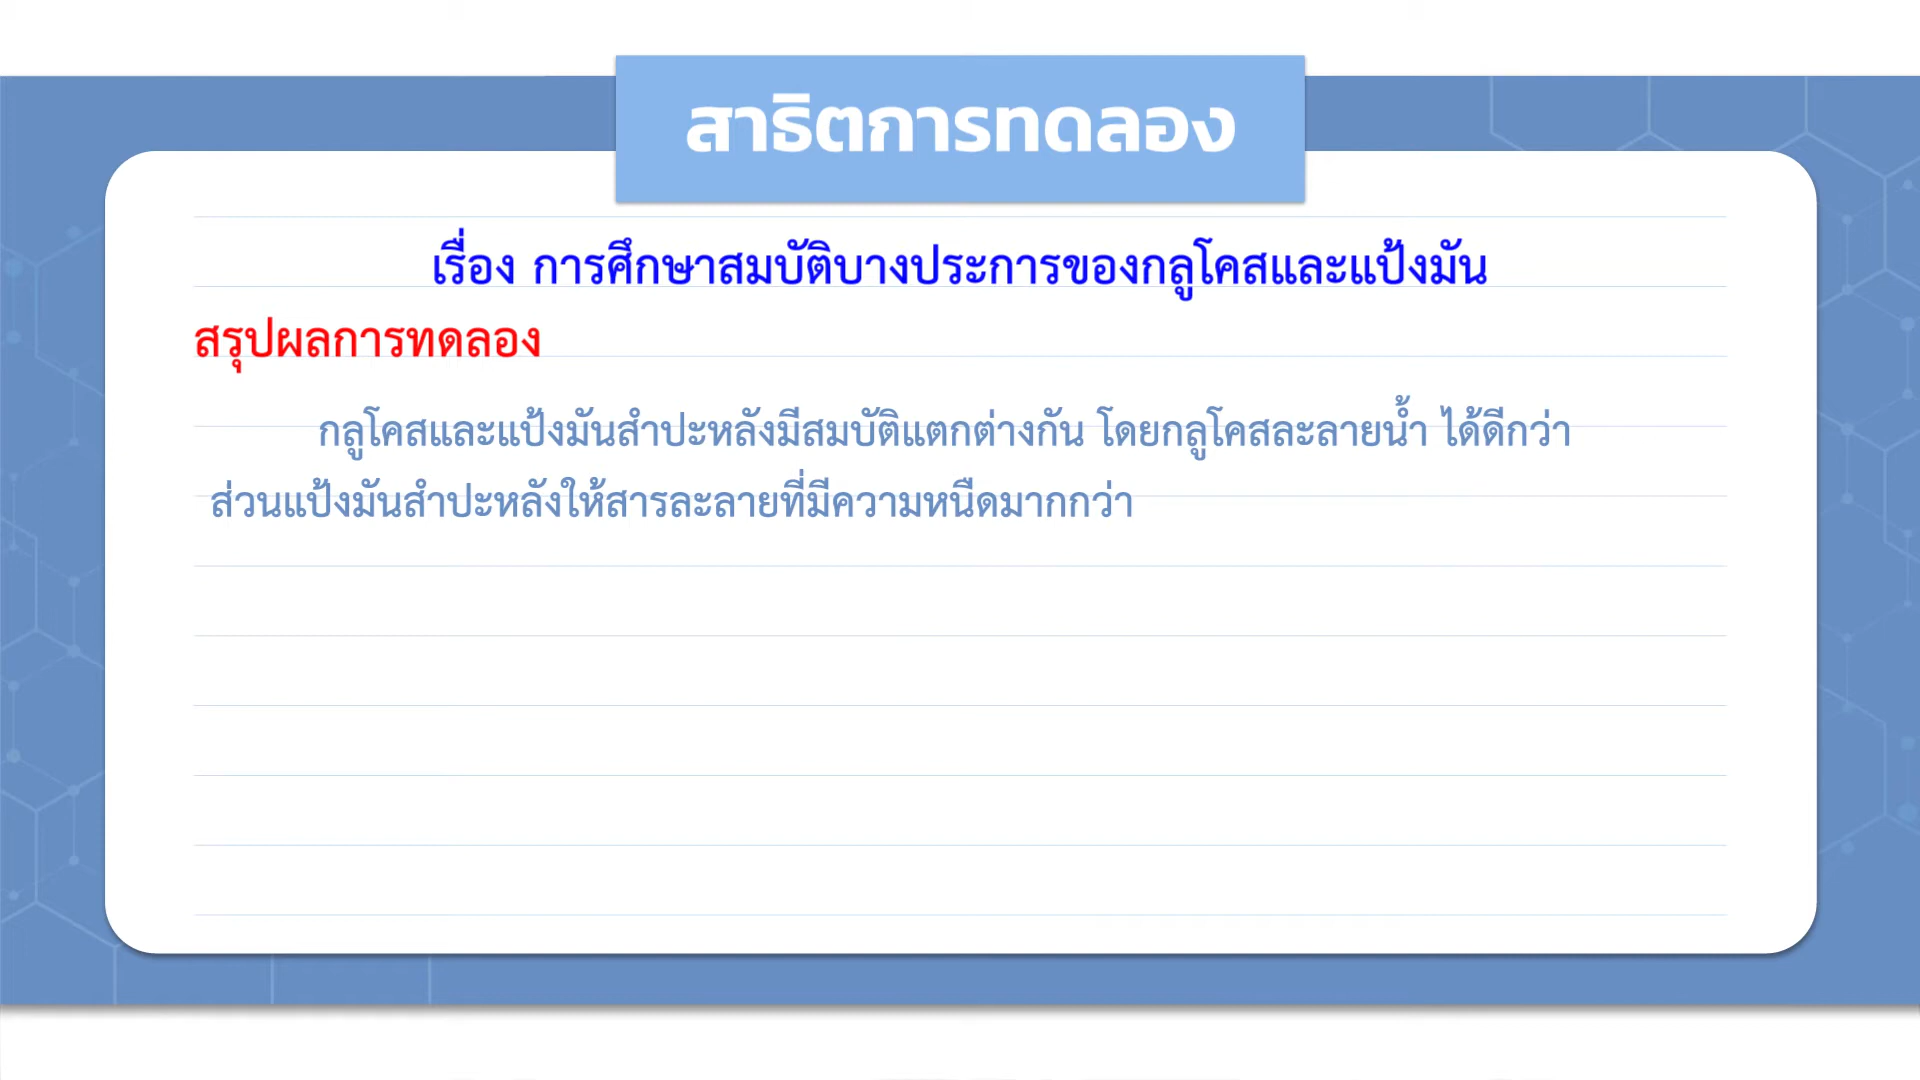 สาธิตการทดลอง
เรื่อง การศึกษาสมบัติบางประการของกลูโคสและแป้งมัน
สรุปผลการทดลอง
กลูโคสและแป้งมันสำปะหลังมีสมบัติแตกต่างกัน โดยกลูโคสละลายน้ำ ได้ดีกว่า
ส่วนแป้งมันสำปะหลังให้สารละลายที่มีความหนืดมากกว่า